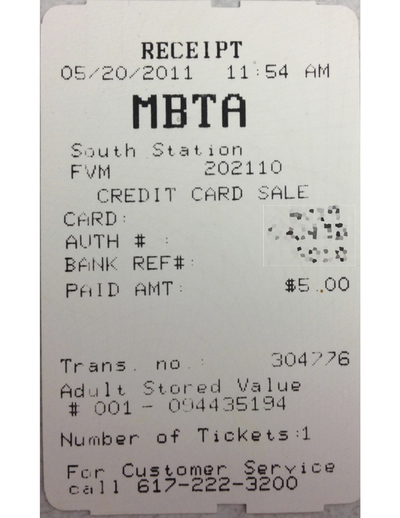 RECEIPT
05/20/2011 11:54 AM
MBTA
South Station
FVM 202110
CREDIT CARD SALE
CARD:
AUTH # :
BANK REF#:
PAID AMT: $5.00
Trans. no.: 304776
Adult Stored Value
# 001 - 094435194
Number of Tickets:1
For Customer Service
call 617-222-3200